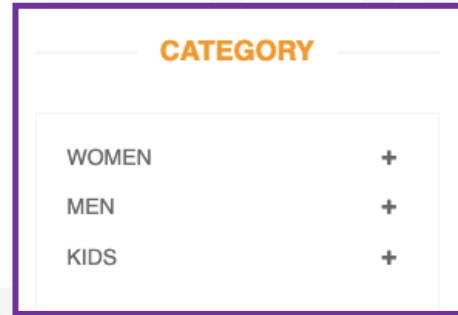 CATEGORY
WOMEN +
MEN +
KIDS +